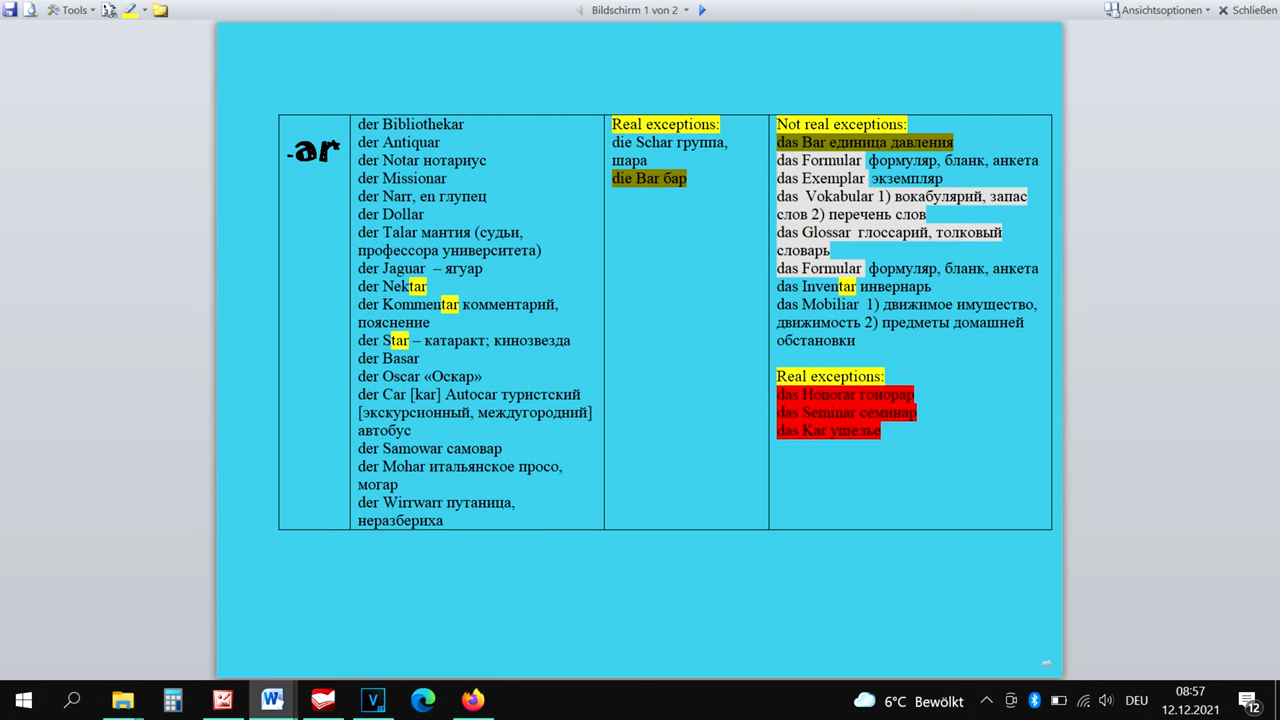 Tools
Bildschirm 1 von 2
Ansichtsoptionen
Schließen
-ar
der Bibliothekar
der Antiquar
der Notar нотариус
der Missionar
der Narr, en глупец
der Dollar
der Talar мантия (судьи,
профессора университета)
der Jaguar – ягуар
der Nektar
der Kommentar комментарий,
пояснение
der Star – катаракт; кинозвезда
der Basar
der Oscar «Оскар»
der Car [kar] Autocar туристский
[экскурсионный, междугородний]
автобус
der Samowar самовар
der Mohar итальянское просо,
могар
der Wirrwarr путаница,
неразбериха
Real exceptions:
die Schar группа,
шара
die Bar бар
Not real exceptions:
das Bar единица давления
das Formular формуляр, бланк, анкета
das Exemplar экземпляр
das Vokabular 1) вокабулярий, запас
слов 2) перечень слов
das Glossar глоссарий, толковый
словарь
das Formular формуляр, бланк, анкета
das Inventar инвернарь
das Mobiliar 1) движимое имущество,
движимость 2) предметы домашней
обстановки
Real exceptions:
das Honorar гонорар
das Seminar семинар
das Kar ущелье
6°C Bewölkt
DEU
08:57
12.12.2021
12